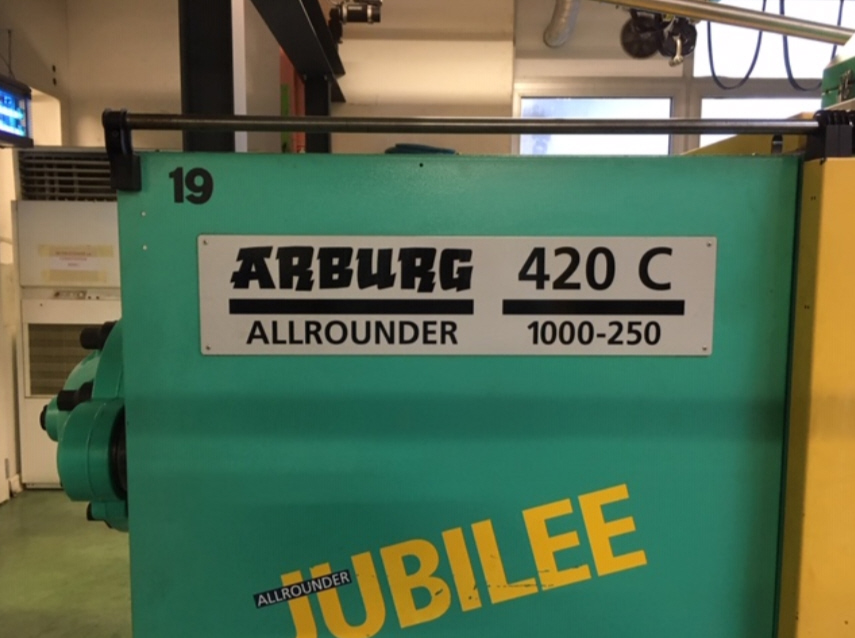 19
ARBURG 420 C
ALLROUNDER 1000-250
ALLROUNDER
JUBILEE